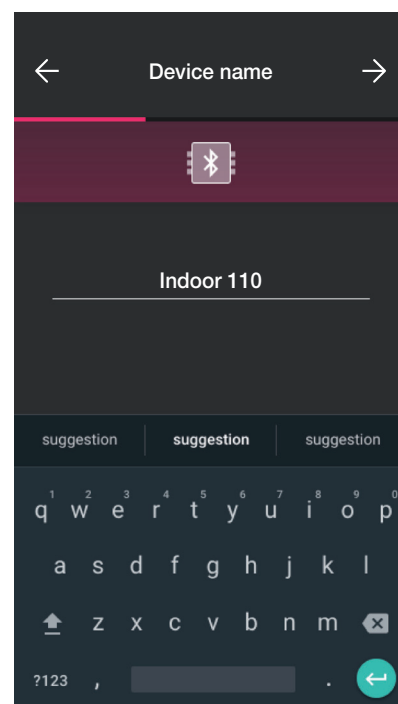 Device name
Indoor 110
suggestion suggestion suggestion
1 2 3 4 5 6 7 8 9 0
q w e r t y u i o p
a s d f g h j k l
z x c v b n m
?123 , .